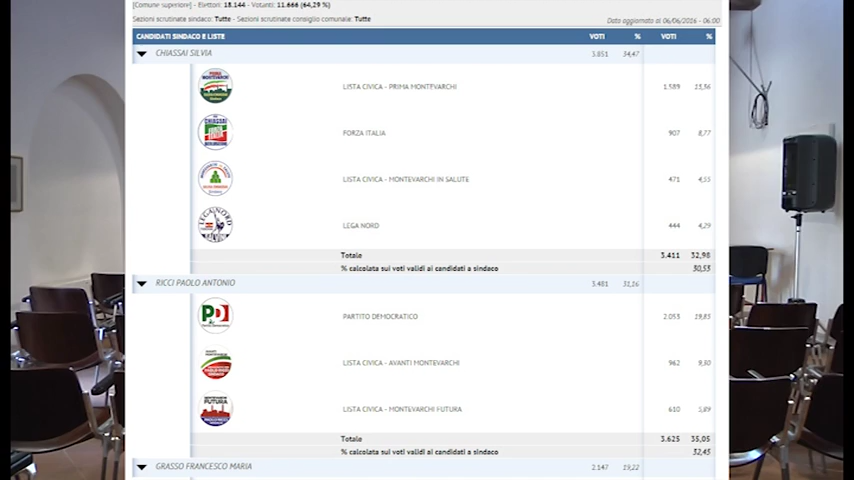 [Comune superiore] - Elettori: 18.144 - Votanti: 11.666 (64,29 %)
Sezioni scrutinate sindaco: Tutte - Sezioni scrutinate consiglio comunale: Tutte
Data aggiornato al 06/06/2016 - 06:00
CANDIDATI SINDACO E LISTE VOTI % VOTI %
CHIASSAI SILVIA 3.851 34,47
LISTA CIVICA - PRIMA MONTEVARCHI 1.589 15,36
FORZA ITALIA 907 8,77
LISTA CIVICA - MONTEVARCHI IN SALUTE 471 4,55
LEGA NORD 444 4,29
Totale 3.411 32,98
% calcolata sui voti validi ai candidati a sindaco 30,53
RICCI PAOLO ANTONIO 3.481 31,16
PARTITO DEMOCRATICO 2.053 19,85
LISTA CIVICA - AVANTI MONTEVARCHI 962 9,30
LISTA CIVICA - MONTEVARCHI FUTURA 610 5,89
Totale 3.625 35,05
% calcolata sui voti validi ai candidati a sindaco 32,45
GRASSO FRANCESCO MARIA 2.147 19,22